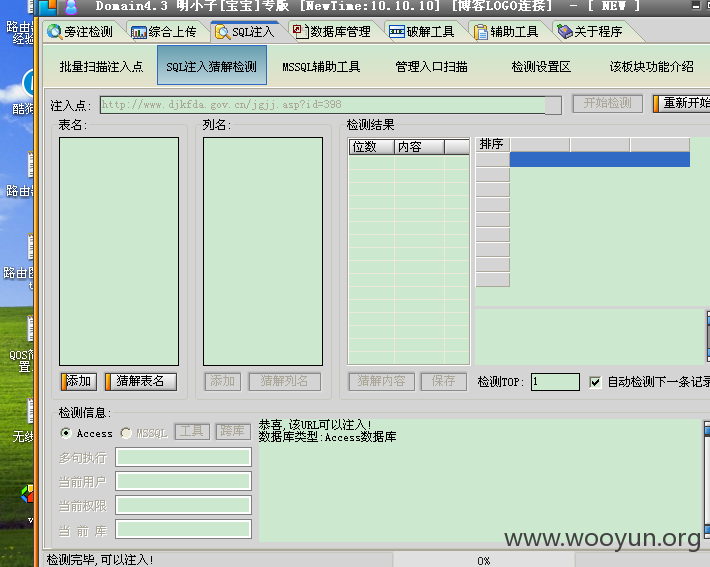 Domain4.3 明小子[宝宝]专版 [NewTime:10.10.10] [博客LOGO连接] - [ NEW ]
旁注检测 综合上传 SQL注入 数据库管理 破解工具 辅助工具 关于程序
批量扫描注入点 SQL注入猜解检测 MSSQL辅助工具 管理入口扫描 检测设置区 该板块功能介绍
注入点: http://www.djkfda.gov.cn/jgjj.asp?id=398 开始检测 重新开始
表名: 列名: 检测结果
位数 内容 排序
添加 猜解表名 添加 猜解列名 猜解内容 保存 检测TOP: 1 自动检测下一条记录
检测信息:
Access MSSQL 工具 跨库
多句执行
当前用户
当前权限
当 前 库
恭喜,该URL可以注入!
数据库类型:Access数据库
检测完毕,可以注入! 0%
www.wooyun.org
路由器
经验
酷狗
QOS简
置
无线